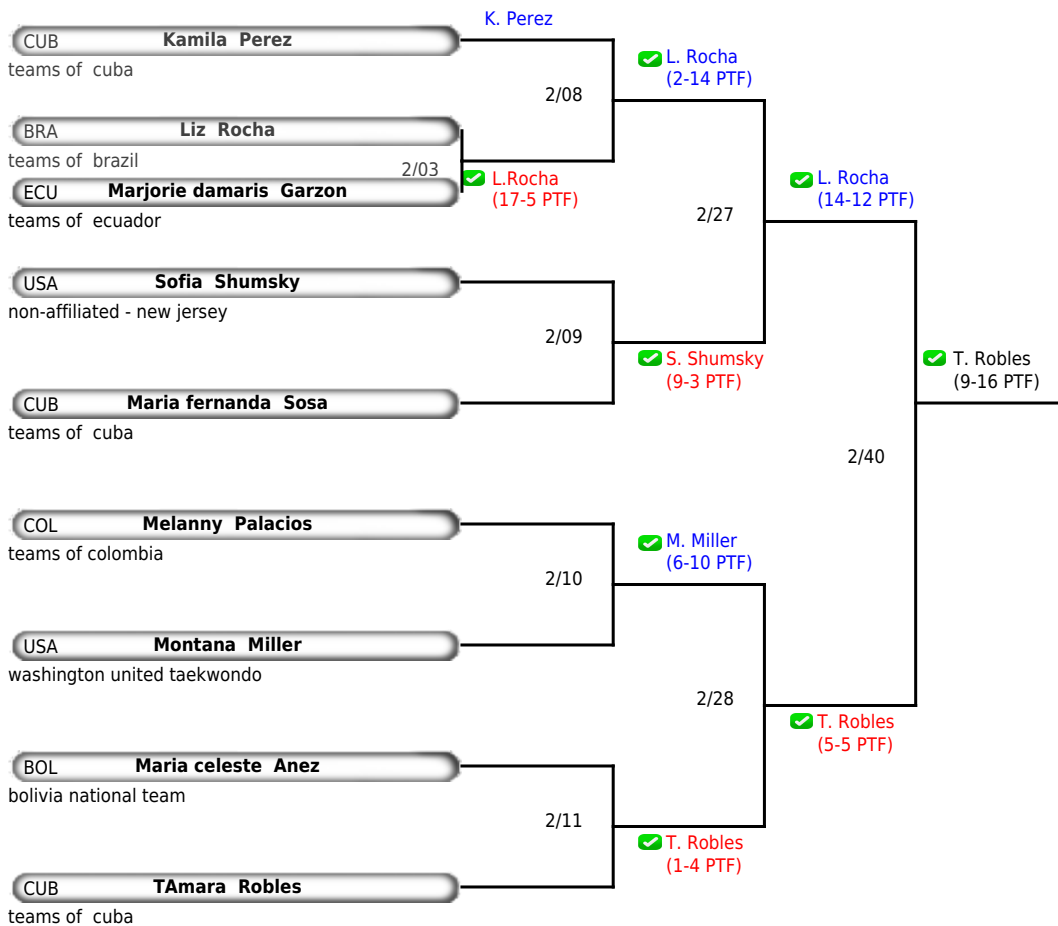 K. Perez
CUB Kamila Perez
teams of cuba
L. Rocha
(2-14 PTF)
2/08
BRA Liz Rocha
teams of brazil
2/03
ECU Marjorie damaris Garzon
teams of ecuador
L.Rocha
(17-5 PTF)
L. Rocha
(14-12 PTF)
2/27
USA Sofia Shumsky
non-affiliated - new jersey
2/09
S. Shumsky
(9-3 PTF)
T. Robles
(9-16 PTF)
CUB Maria fernanda Sosa
teams of cuba
2/40
COL Melanny Palacios
teams of colombia
M. Miller
(6-10 PTF)
2/10
USA Montana Miller
washington united taekwondo
2/28
T. Robles
(5-5 PTF)
BOL Maria celeste Anez
bolivia national team
2/11
T. Robles
(1-4 PTF)
CUB TAmara Robles
teams of cuba